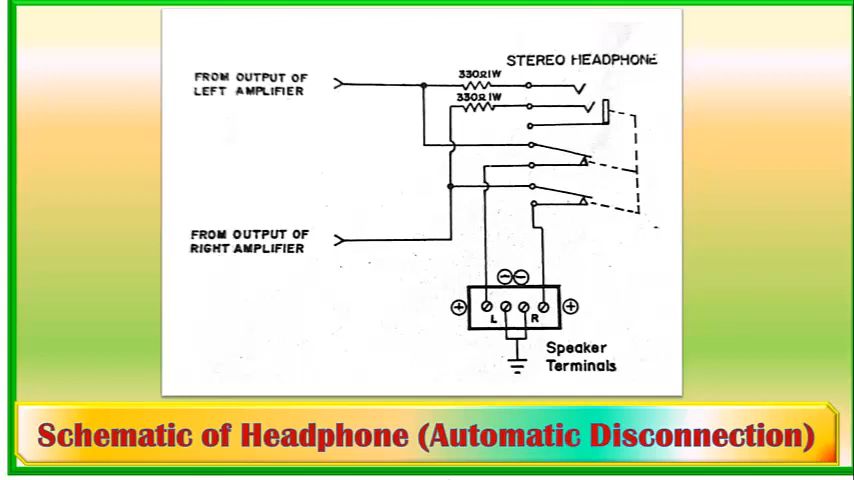 STEREO HEADPHONE
330Ω1W
FROM OUTPUT OF
LEFT AMPLIFIER
330Ω1W
FROM OUTPUT OF
RIGHT AMPLIFIER
L R
Speaker
Terminals
Schematic of Headphone (Automatic Disconnection)